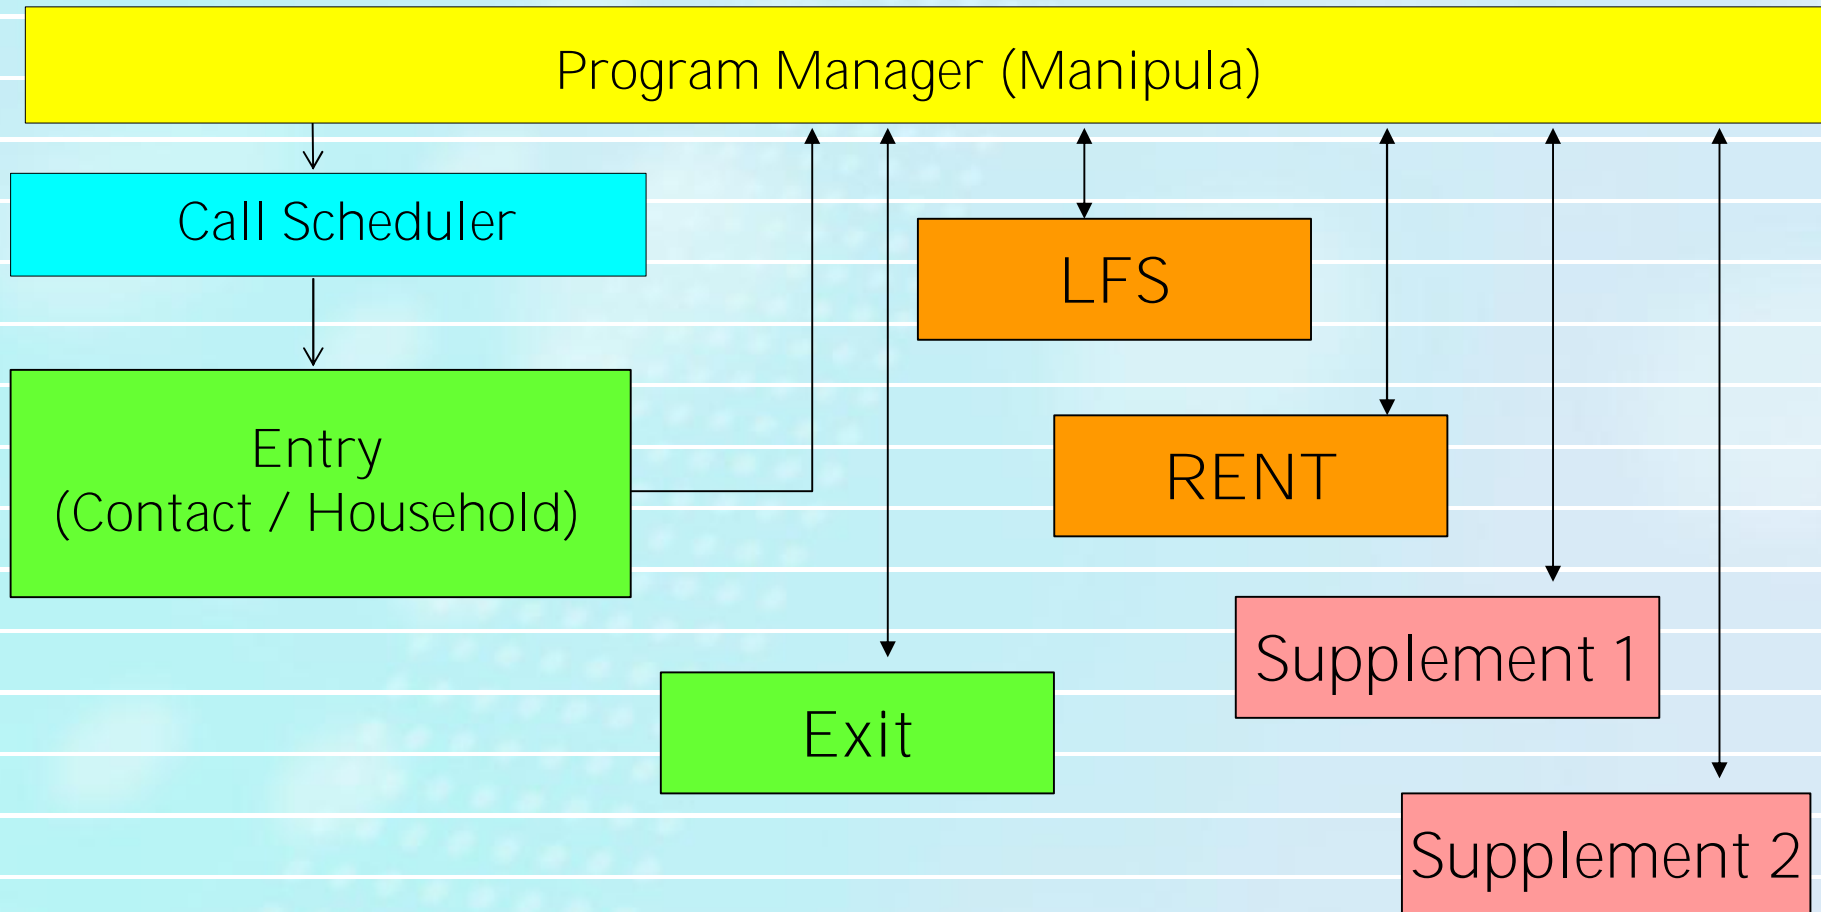 Program Manager (Manipula)
Call Scheduler
LFS
Entry
(Contact / Household)
RENT
Supplement 1
Exit
Supplement 2